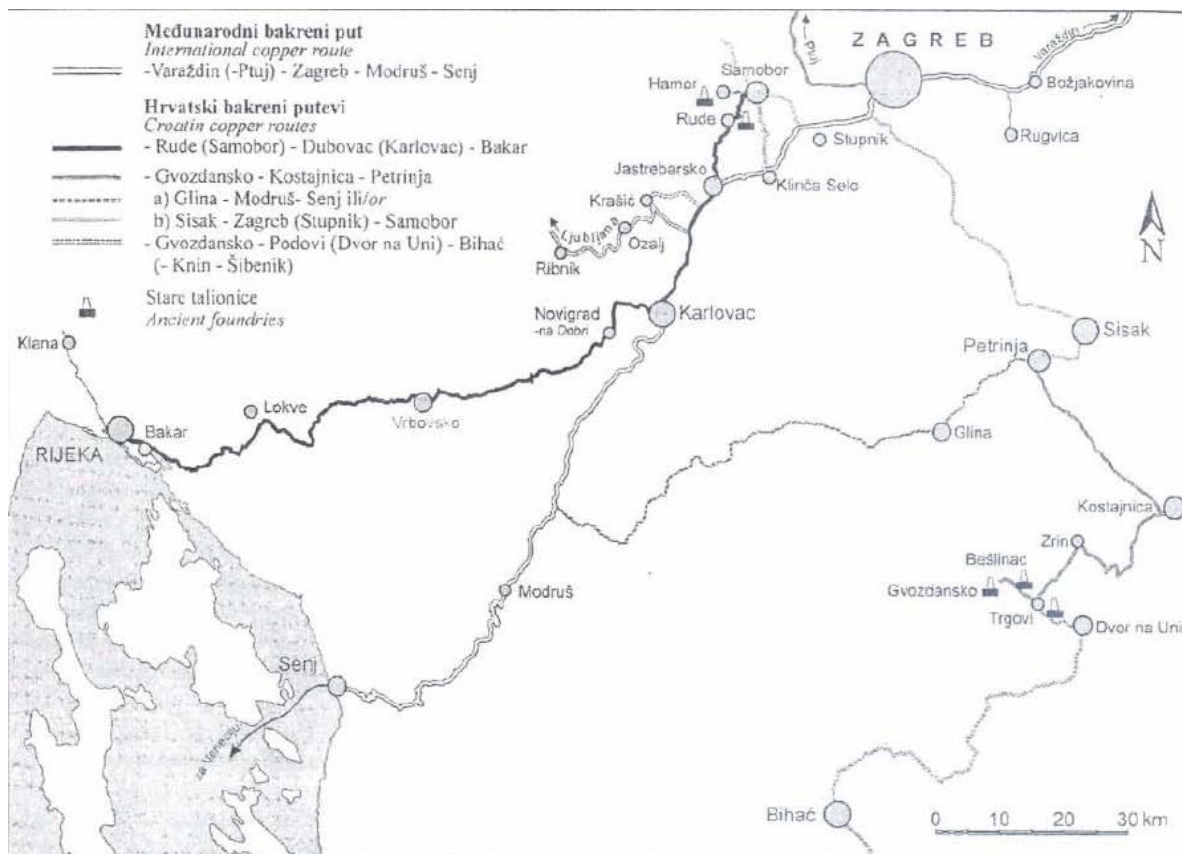 Međunarodni bakreni put
International copper route
-Varaždin (-Ptuj) - Zagreb - Modruš - Senj
Hrvatski bakreni putevi
Croatin copper routes
- Rude (Samobor) - Dubovac (Karlovac) - Bakar
- Gvozdansko - Kostajnica - Petrinja
a) Glina - Modruš- Senj ili/or
b) Sisak - Zagreb (Stupnik) - Samobor
- Gvozdansko - Podovi (Dvor na Uni) - Bihać
(- Knin - Šibenik)
Stare talionice
Ancient foundries
Ptuj
ZAGREB
Varaždin
Samobor
Hamor
Božjakovina
Rude
Stupnik
Rugvica
Jastrebarsko
Klinča Selo
Krašić
Ljubljana
Ozalj
Ribnik
N
Novigrad
-na Dobri
Karlovac
Klana
Sisak
Petrinja
Lokve
Vrbovsko
Bakar
RIJEKA
Glina
Kostajnica
Zrin
Bešlinac
Gvozdansko
Modruš
Trgovi
Dvor na Uni
Senj
za Veneciju
Bihać
0 10 20 30 km